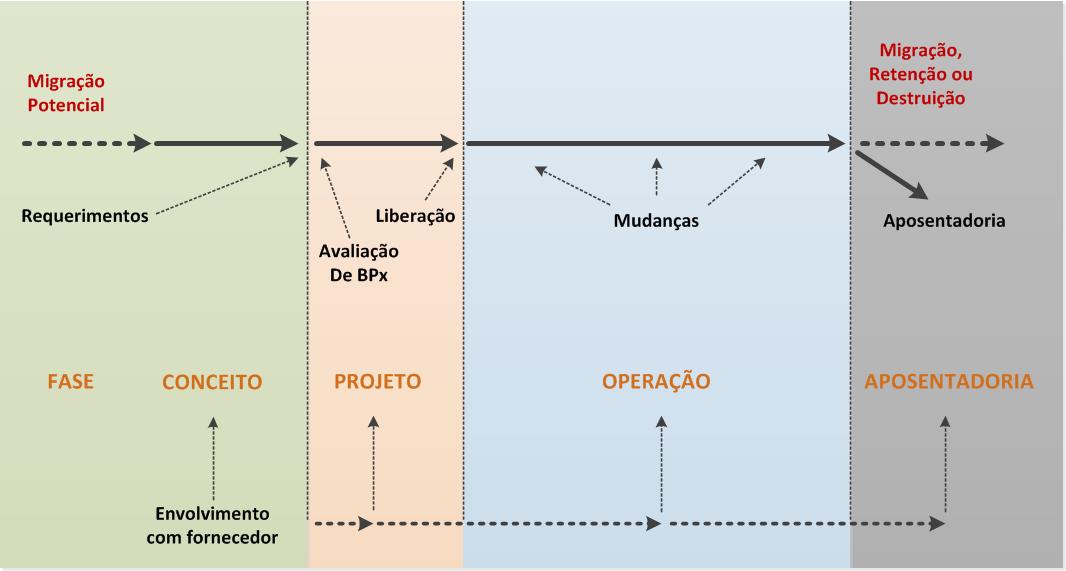 Migração
Potencial
Migração,
Retenção ou
Destruição
Requerimentos
Liberação
Avaliação
De BPx
Mudanças
Aposentadoria
FASE
CONCEITO
PROJETO
OPERAÇÃO
APOSENTADORIA
Envolvimento
com fornecedor